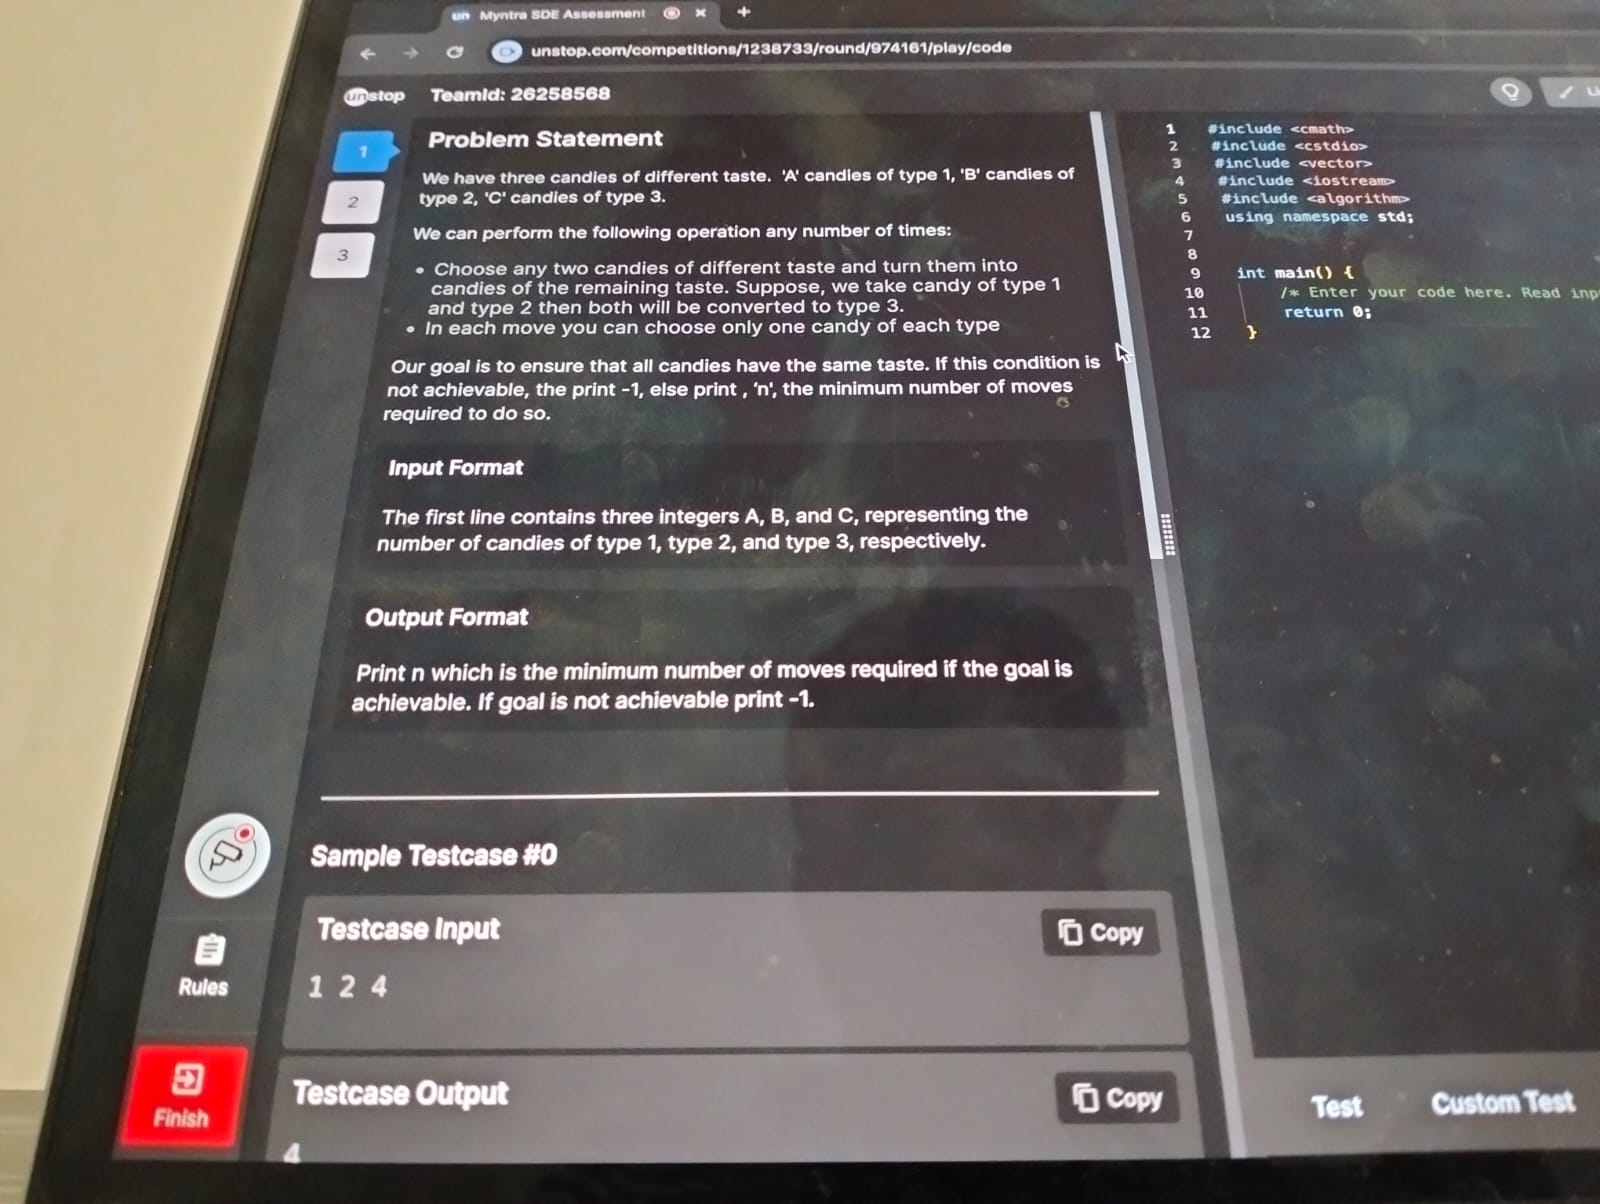 un Myntra SDE Assessment
unstop.com/competitions/1238733/round/974161/play/code
unstop TeamId: 26258568
1
2
3
Problem Statement
We have three candies of different taste. 'A' candies of type 1, 'B' candies of
type 2, 'C' candies of type 3.
We can perform the following operation any number of times:
• Choose any two candies of different taste and turn them into
candies of the remaining taste. Suppose, we take candy of type 1
and type 2 then both will be converted to type 3.
• In each move you can choose only one candy of each type
Our goal is to ensure that all candies have the same taste. If this condition is
not achievable, the print -1, else print , 'n', the minimum number of moves
required to do so.
Input Format
The first line contains three integers A, B, and C, representing the
number of candies of type 1, type 2, and type 3, respectively.
Output Format
Print n which is the minimum number of moves required if the goal is
achievable. If goal is not achievable print -1.
Sample Testcase #0
Testcase Input
Copy
1 2 4
Testcase Output
Copy
4
Rules
Finish
1 #include <cmath>
2 #include <cstdio>
3 #include <vector>
4 #include <iostream>
5 #include <algorithm>
6 using namespace std;
7
8
9 int main() {
10 /* Enter your code here. Read inp
11 return 0;
12 }
Test Custom Test